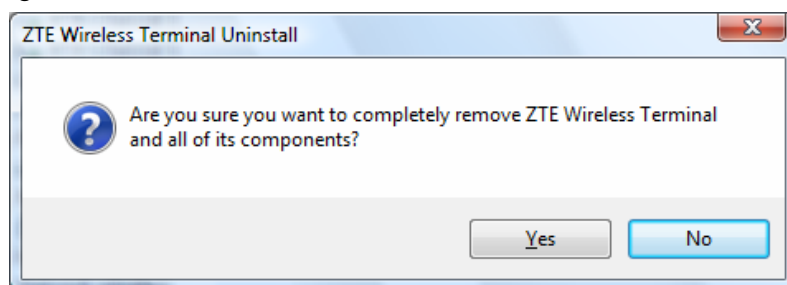 ZTE Wireless Terminal Uninstall
Are you sure you want to completely remove ZTE Wireless Terminal
and all of its components?
Yes No